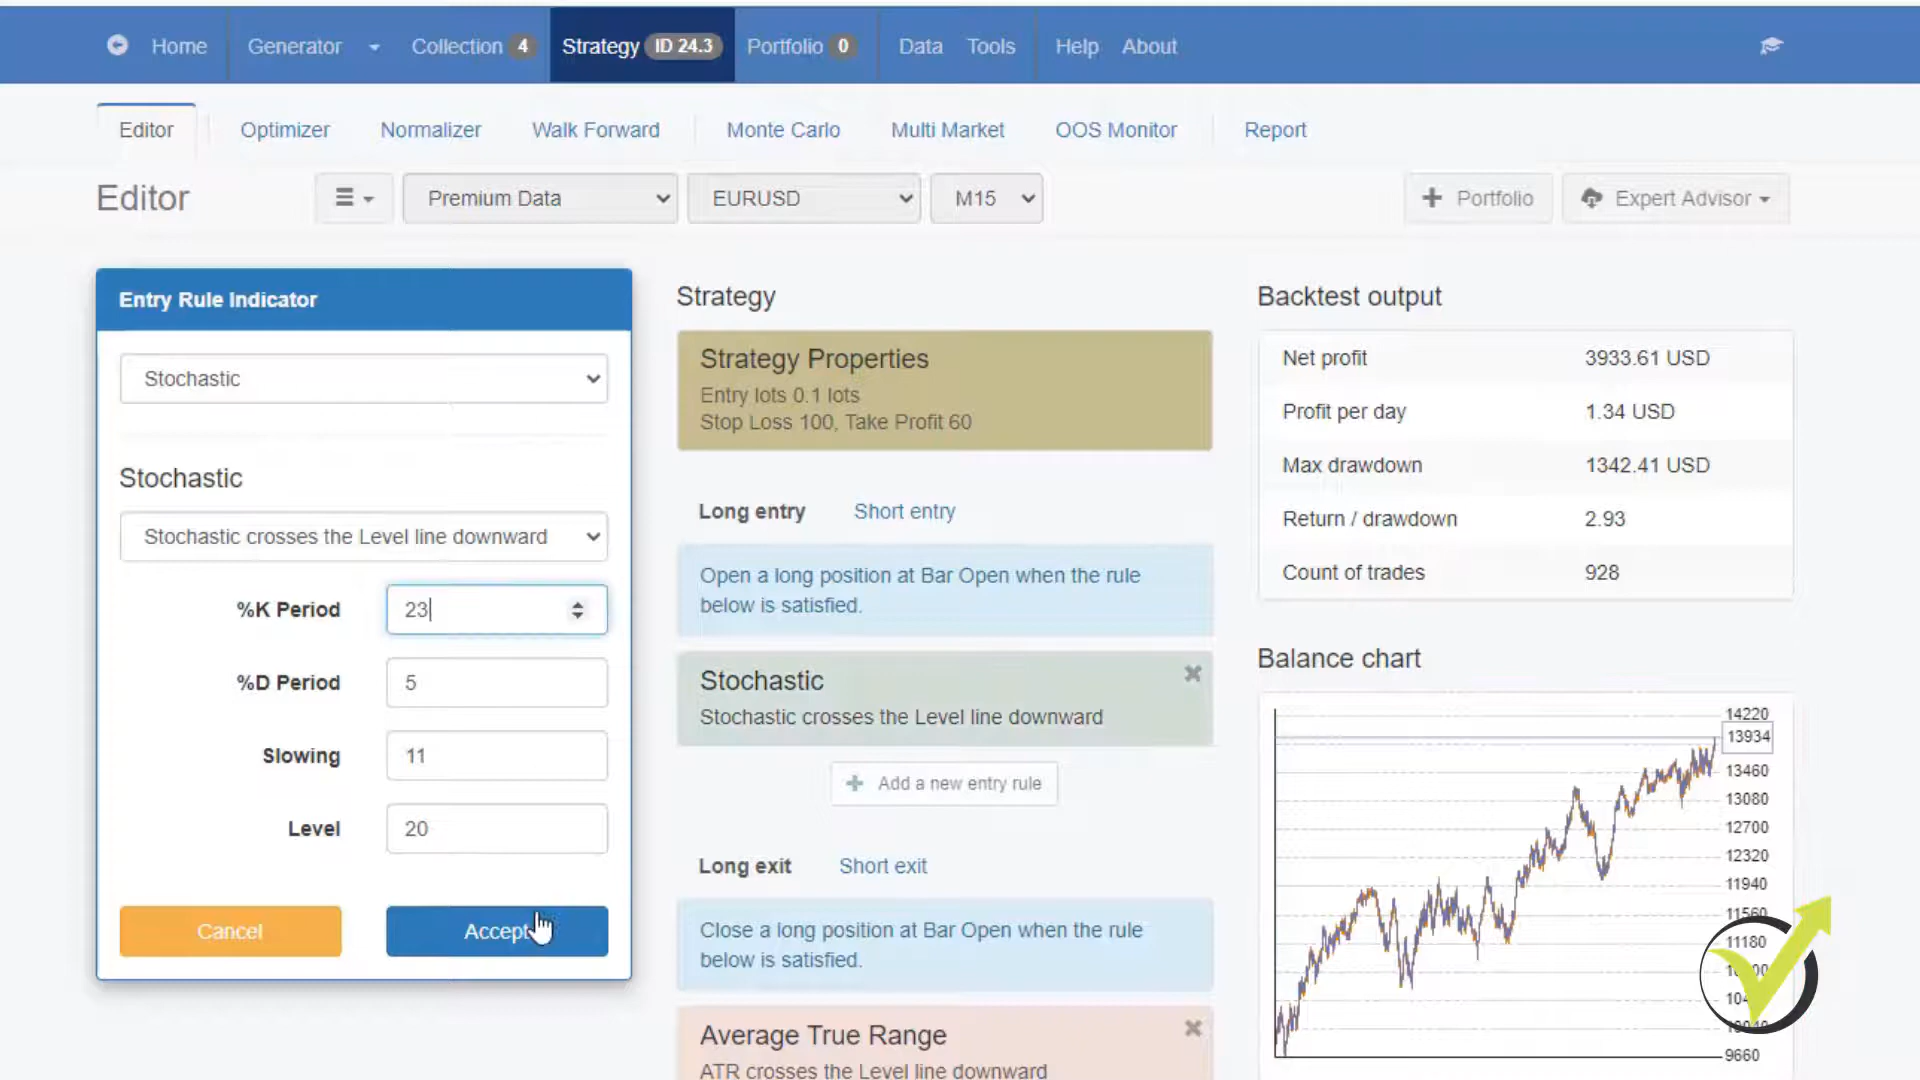 Home
Generator
Collection 4
Strategy ID 24.3
Portfolio 0
Data
Tools
Help
About
Editor
Optimizer
Normalizer
Walk Forward
Monte Carlo
Multi Market
OOS Monitor
Report
Editor
Premium Data
EURUSD
M15
Portfolio
Expert Advisor
Entry Rule Indicator
Stochastic
Stochastic
Stochastic crosses the Level line downward
%K Period 23
%D Period 5
Slowing 11
Level 20
Cancel
Accept
Strategy
Strategy Properties
Entry lots 0.1 lots
Stop Loss 100, Take Profit 60
Long entry
Short entry
Open a long position at Bar Open when the rule
below is satisfied.
Stochastic
Stochastic crosses the Level line downward
Add a new entry rule
Long exit
Short exit
Close a long position at Bar Open when the rule
below is satisfied.
Average True Range
ATR crosses the Level line downward
Backtest output
Net profit 3933.61 USD
Profit per day 1.34 USD
Max drawdown 1342.41 USD
Return / drawdown 2.93
Count of trades 928
Balance chart
14220
13934
13460
13080
12700
12320
11940
11560
11180
9660